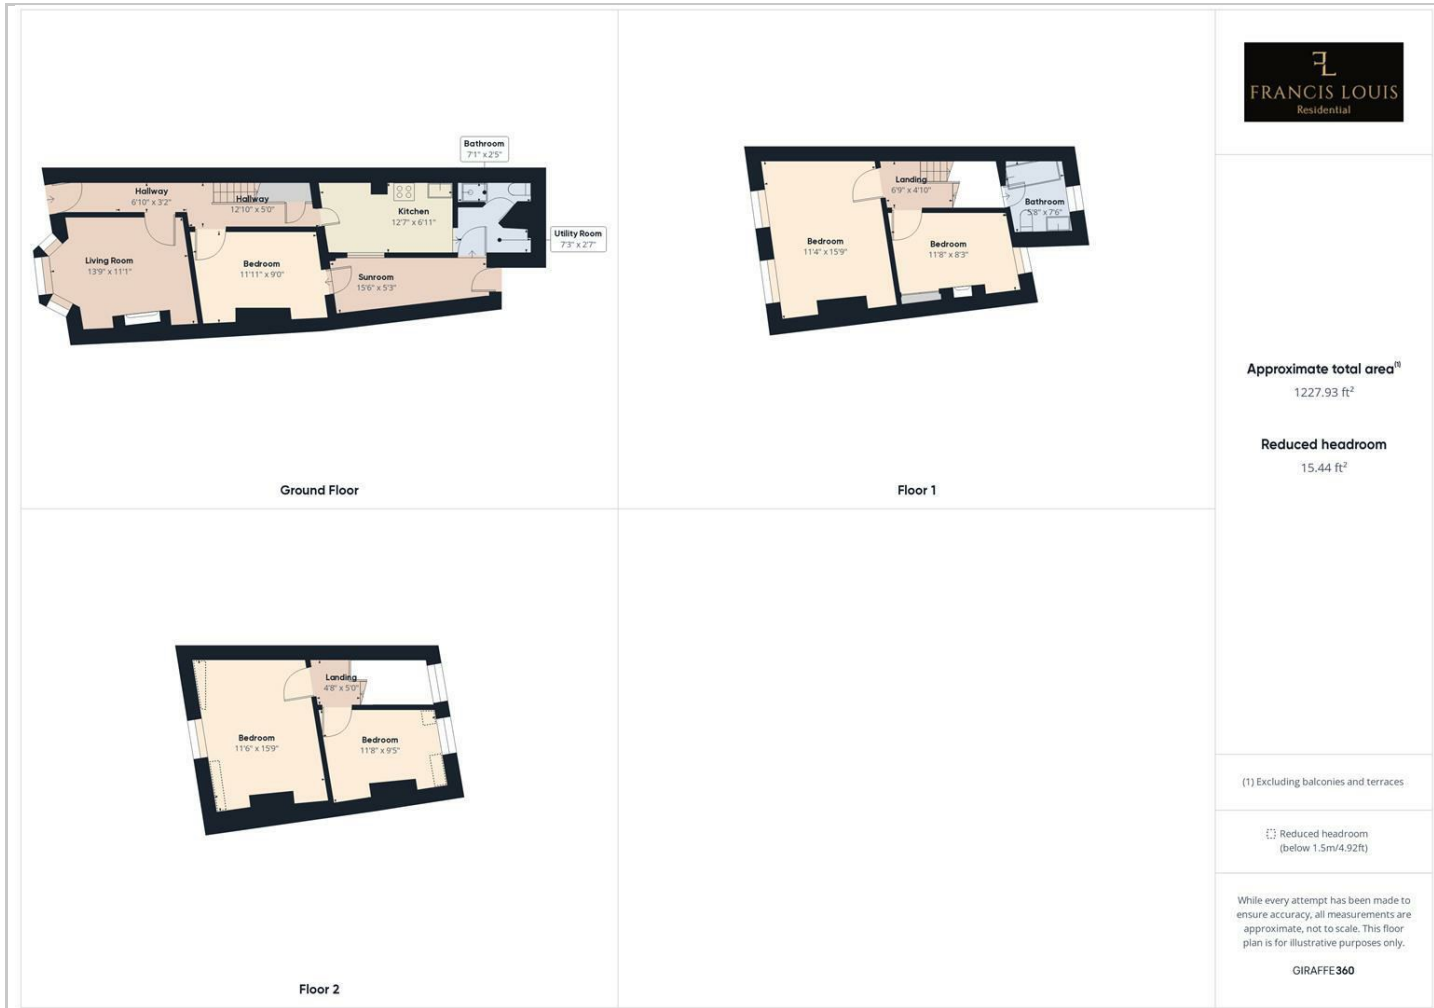 Bathroom
7'1" x 2'5"
Hallway
6'10" x 3'2"
Hallway
12'10" x 5'0"
Kitchen
12'7" x 6'11"
Utility Room
7'3" x 2'7"
Living Room
13'9" x 11'1"
Bedroom
11'11" x 9'0"
Sunroom
15'6" x 5'3"
Ground Floor
Landing
6'9" x 4'10"
Bathroom
5'8" x 7'6"
Bedroom
11'4" x 15'9"
Bedroom
11'8" x 8'3"
Floor 1
Landing
4'8" x 5'0"
Bedroom
11'6" x 15'9"
Bedroom
11'8" x 9'5"
Floor 2
FL
FRANCIS LOUIS
Residential
Approximate total area(1)
1227.93 ft²
Reduced headroom
15.44 ft²
(1) Excluding balconies and terraces
Reduced headroom
(below 1.5m/4.92ft)
While every attempt has been made to
ensure accuracy, all measurements are
approximate, not to scale. This floor
plan is for illustrative purposes only.
GIRAFFE360